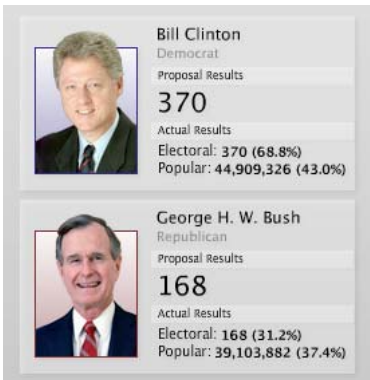 Bill Clinton
Democrat
Proposal Results
370
Actual Results
Electoral: 370 (68.8%)
Popular: 44,909,326 (43.0%)
George H. W. Bush
Republican
Proposal Results
168
Actual Results
Electoral: 168 (31.2%)
Popular: 39,103,882 (37.4%)